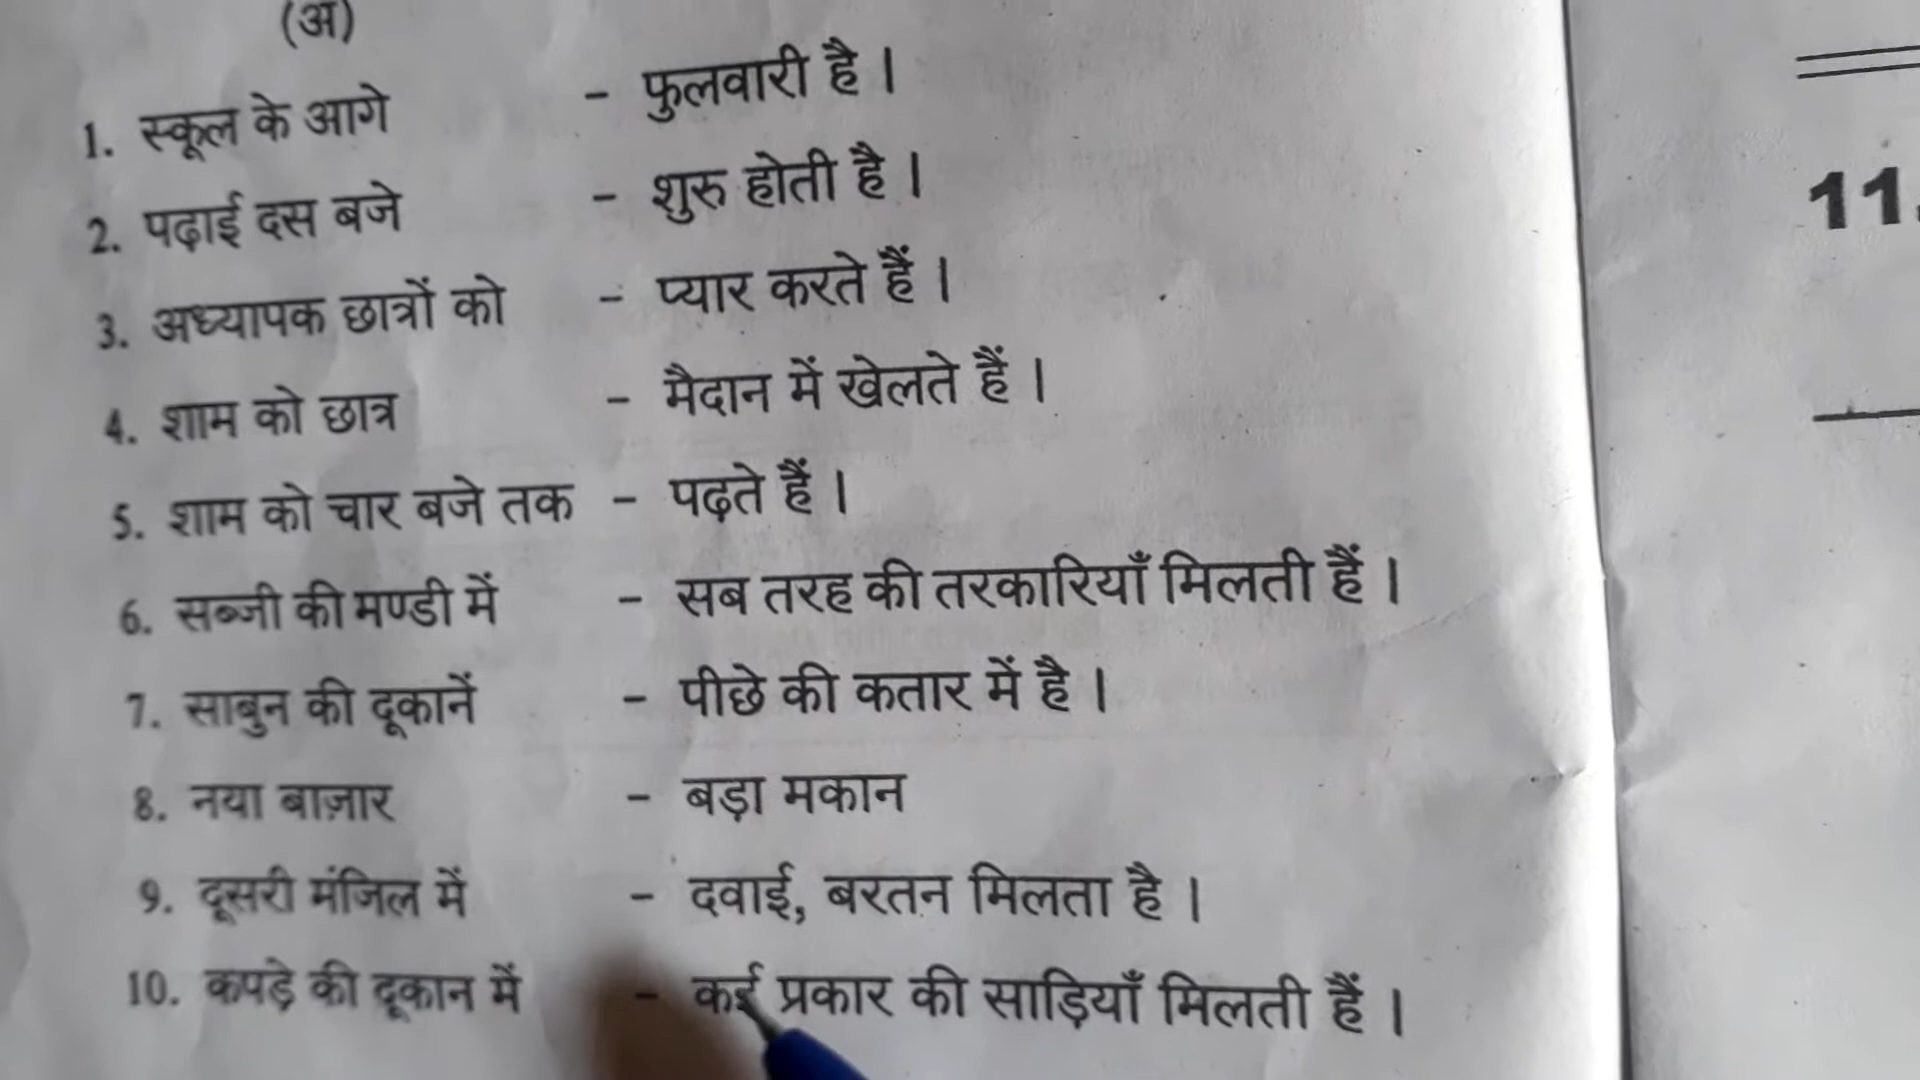 (अ)
1. स्कूल के आगे - फुलवारी है ।
2. पढ़ाई दस बजे - शुरु होती है ।
3. अध्यापक छात्रों को - प्यार करते हैं ।
4. शाम को छात्र - मैदान में खेलते हैं ।
5. शाम को चार बजे तक - पढ़ते हैं ।
6. सब्जी की मण्डी में - सब तरह की तरकारियाँ मिलती हैं ।
7. साबुन की दूकानें - पीछे की कतार में है ।
8. नया बाज़ार - बड़ा मकान
9. दूसरी मंजिल में - दवाई, बरतन मिलता है ।
10. कपड़े की दूकान में - कई प्रकार की साड़ियाँ मिलती हैं ।
11.